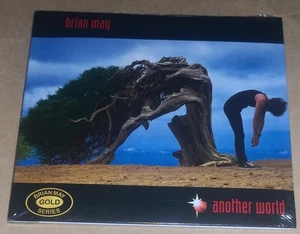 brian may
BRIAN MAY
GOLD
SERIES
another world